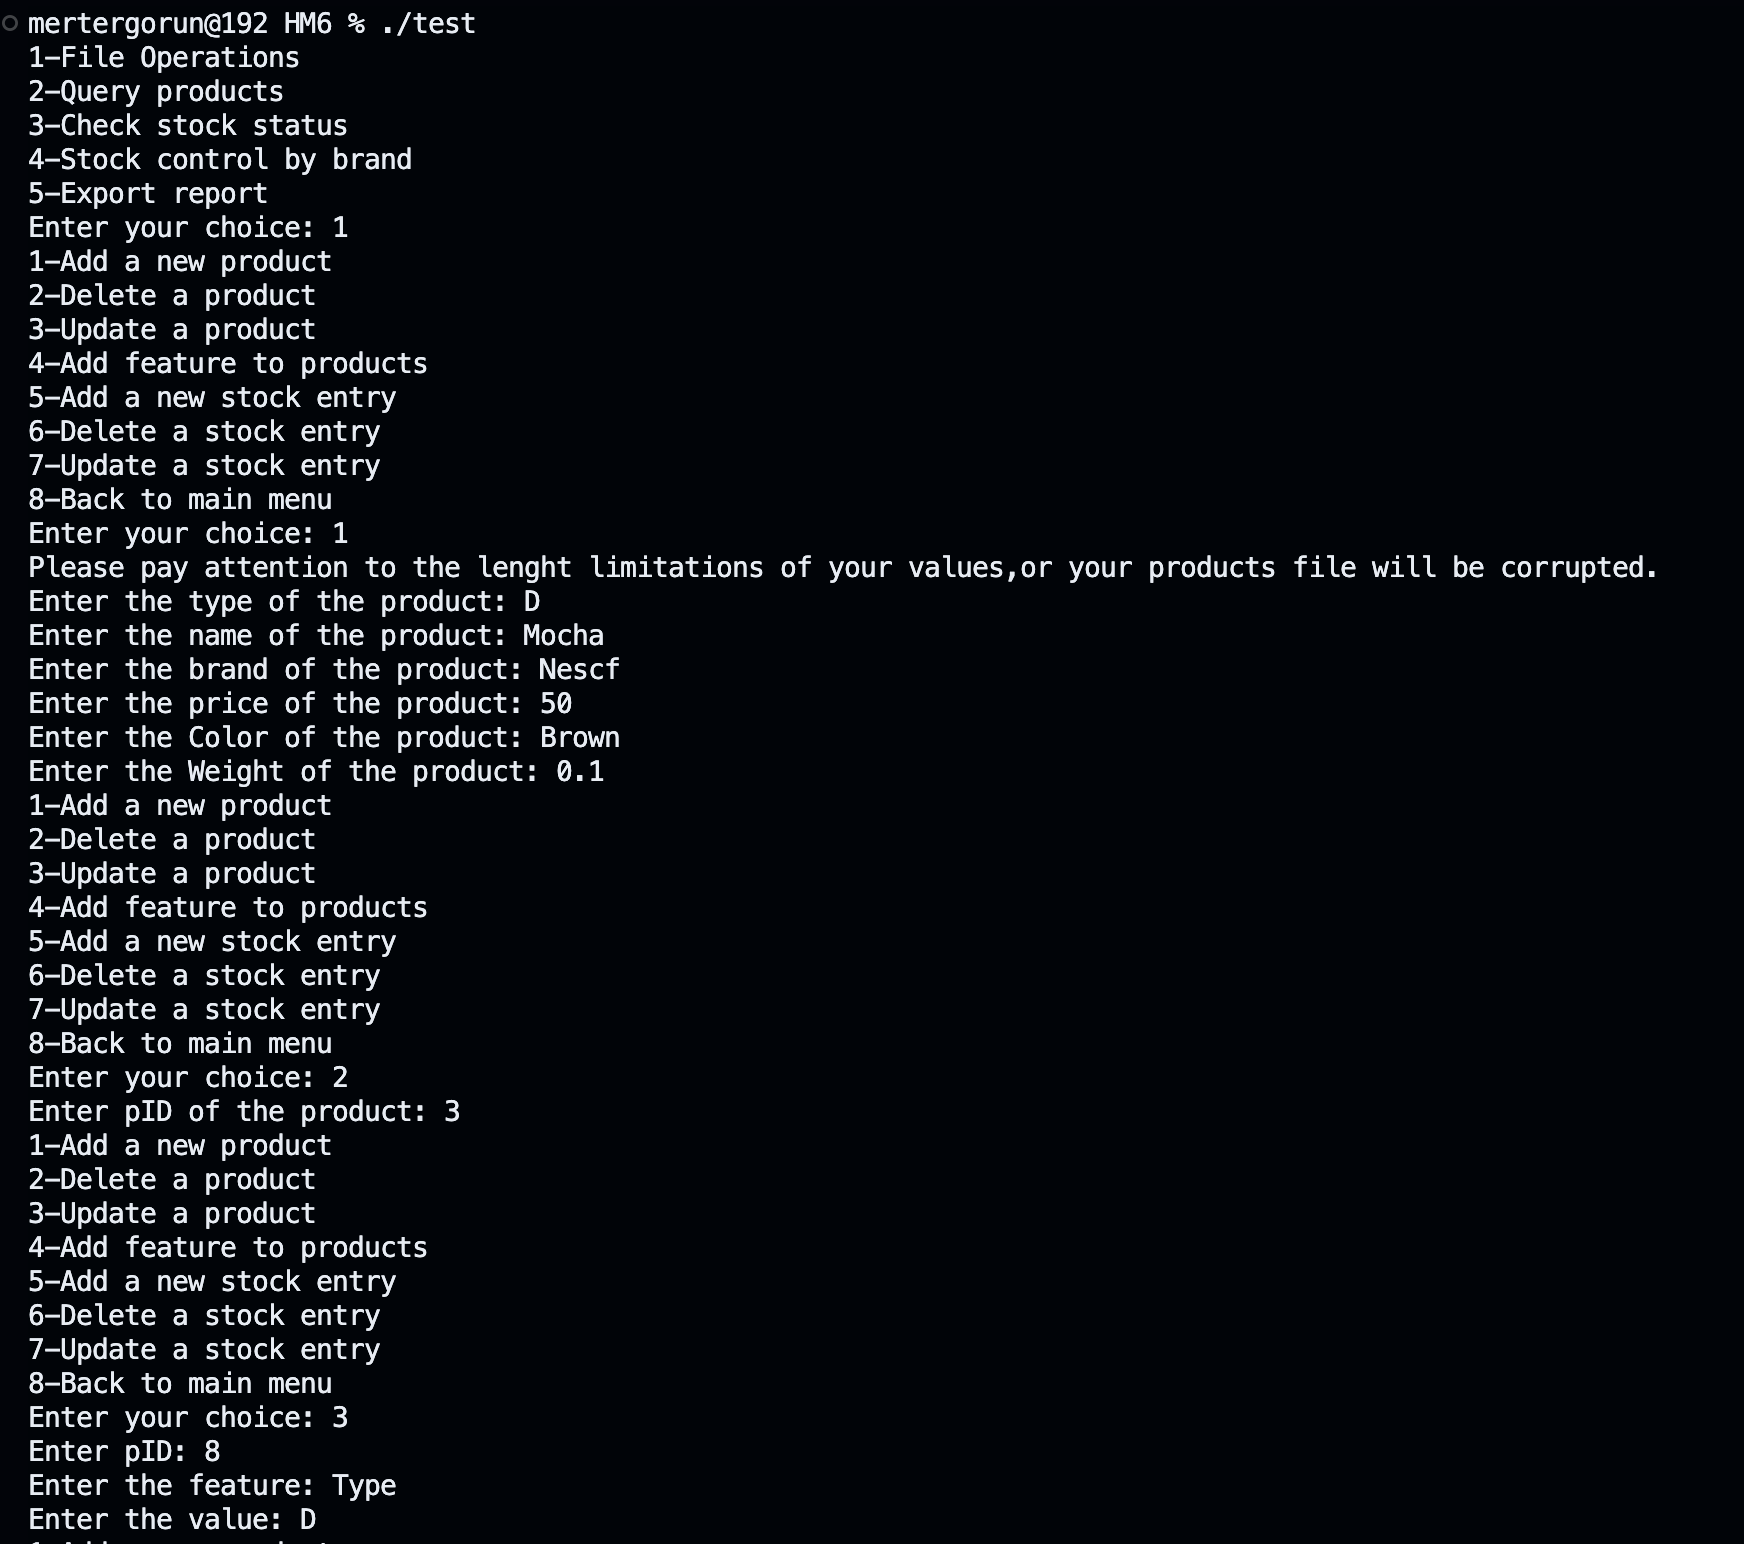 mertergorun@192 HM6 % ./test
1-File Operations
2-Query products
3-Check stock status
4-Stock control by brand
5-Export report
Enter your choice: 1
1-Add a new product
2-Delete a product
3-Update a product
4-Add feature to products
5-Add a new stock entry
6-Delete a stock entry
7-Update a stock entry
8-Back to main menu
Enter your choice: 1
Please pay attention to the lenght limitations of your values,or your products file will be corrupted.
Enter the type of the product: D
Enter the name of the product: Mocha
Enter the brand of the product: Nescf
Enter the price of the product: 50
Enter the Color of the product: Brown
Enter the Weight of the product: 0.1
1-Add a new product
2-Delete a product
3-Update a product
4-Add feature to products
5-Add a new stock entry
6-Delete a stock entry
7-Update a stock entry
8-Back to main menu
Enter your choice: 2
Enter pID of the product: 3
1-Add a new product
2-Delete a product
3-Update a product
4-Add feature to products
5-Add a new stock entry
6-Delete a stock entry
7-Update a stock entry
8-Back to main menu
Enter your choice: 3
Enter pID: 8
Enter the feature: Type
Enter the value: D